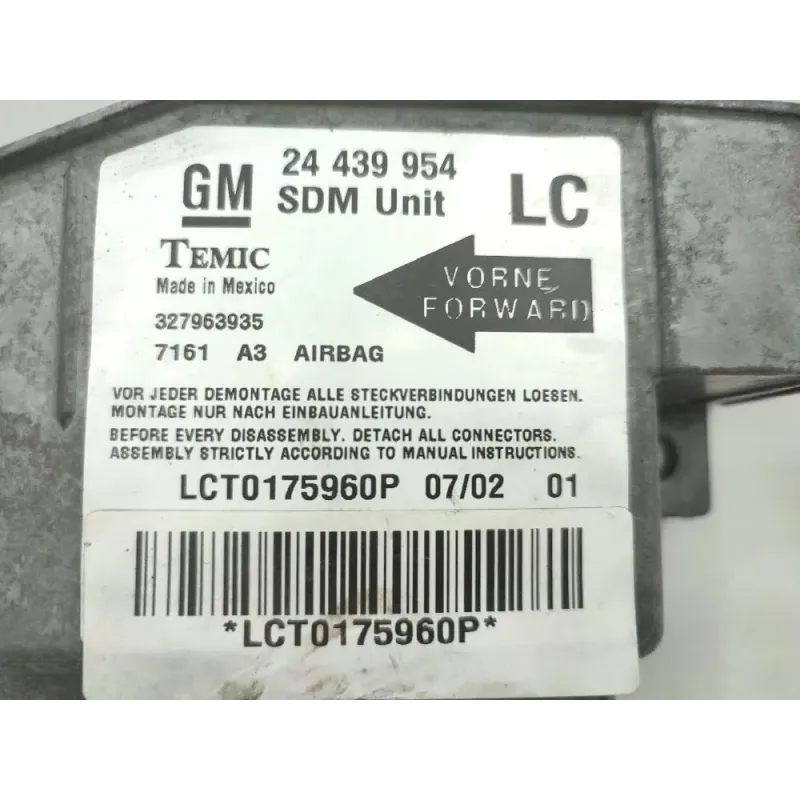 GM 24 439 954 LC
SDM Unit
TEMIC
Made in Mexico
VORNE
FORWARD
327963935
7161 A3 AIRBAG
VOR JEDER DEMONTAGE ALLE STECKVERBINDUNGEN LOESEN.
MONTAGE NUR NACH EINBAUANLEITUNG.
BEFORE EVERY DISASSEMBLY. DETACH ALL CONNECTORS.
ASSEMBLY STRICTLY ACCORDING TO MANUAL INSTRUCTIONS.
LCT0175960P 07/02 01
*LCT0175960P*